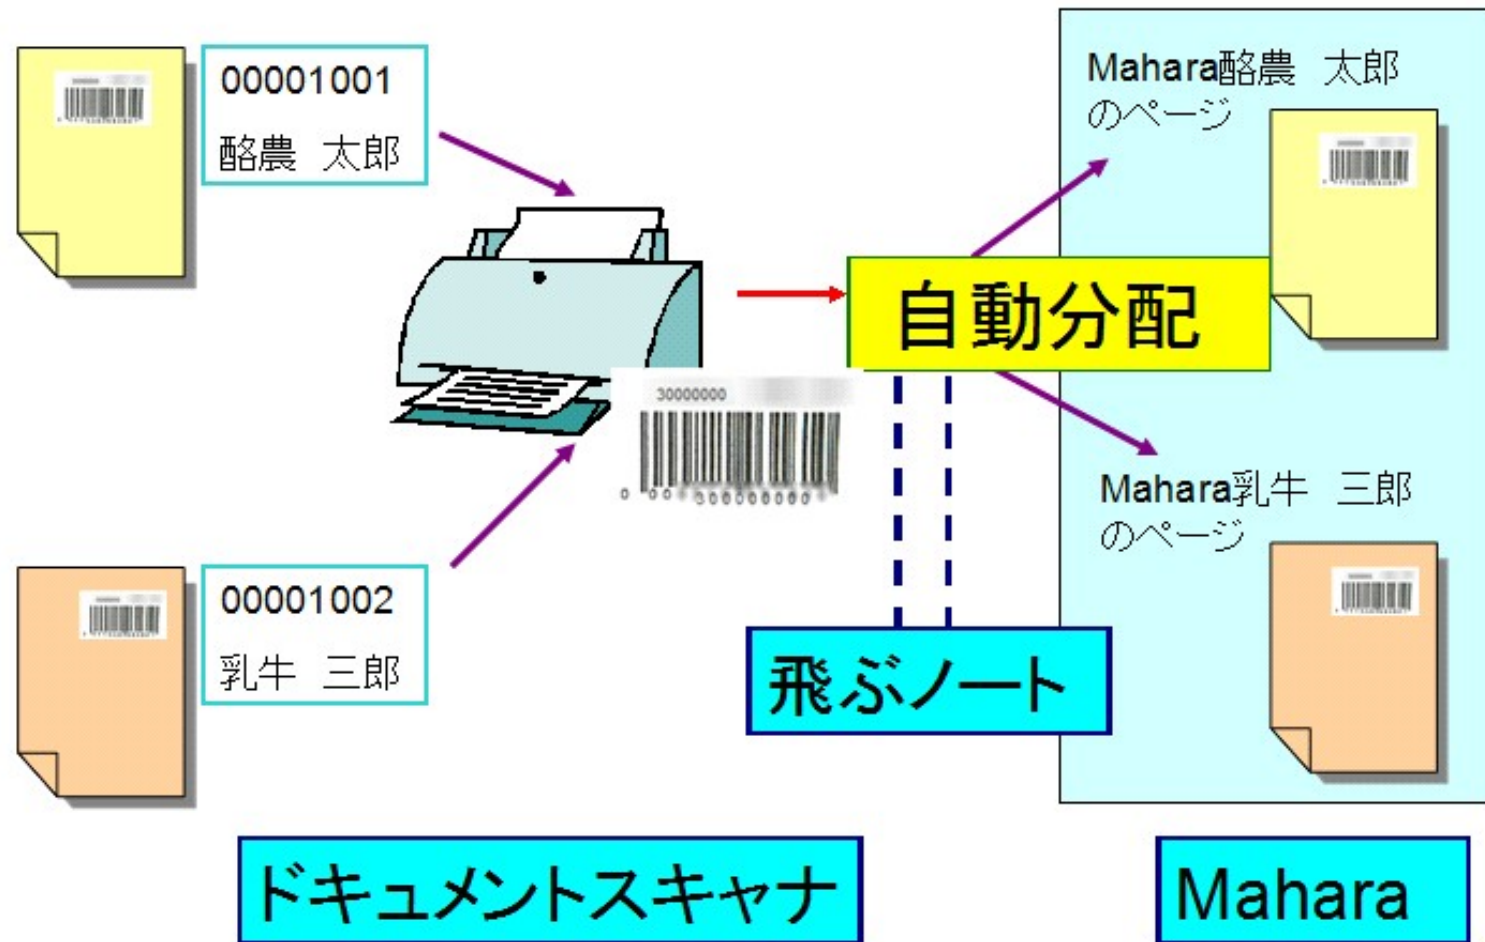 00001001
酪農　太郎
Mahara酪農　太郎
のページ
自動分配
30000000
Mahara乳牛　三郎
のページ
00001002
乳牛　三郎
飛ぶノート
ドキュメントスキャナ
Mahara